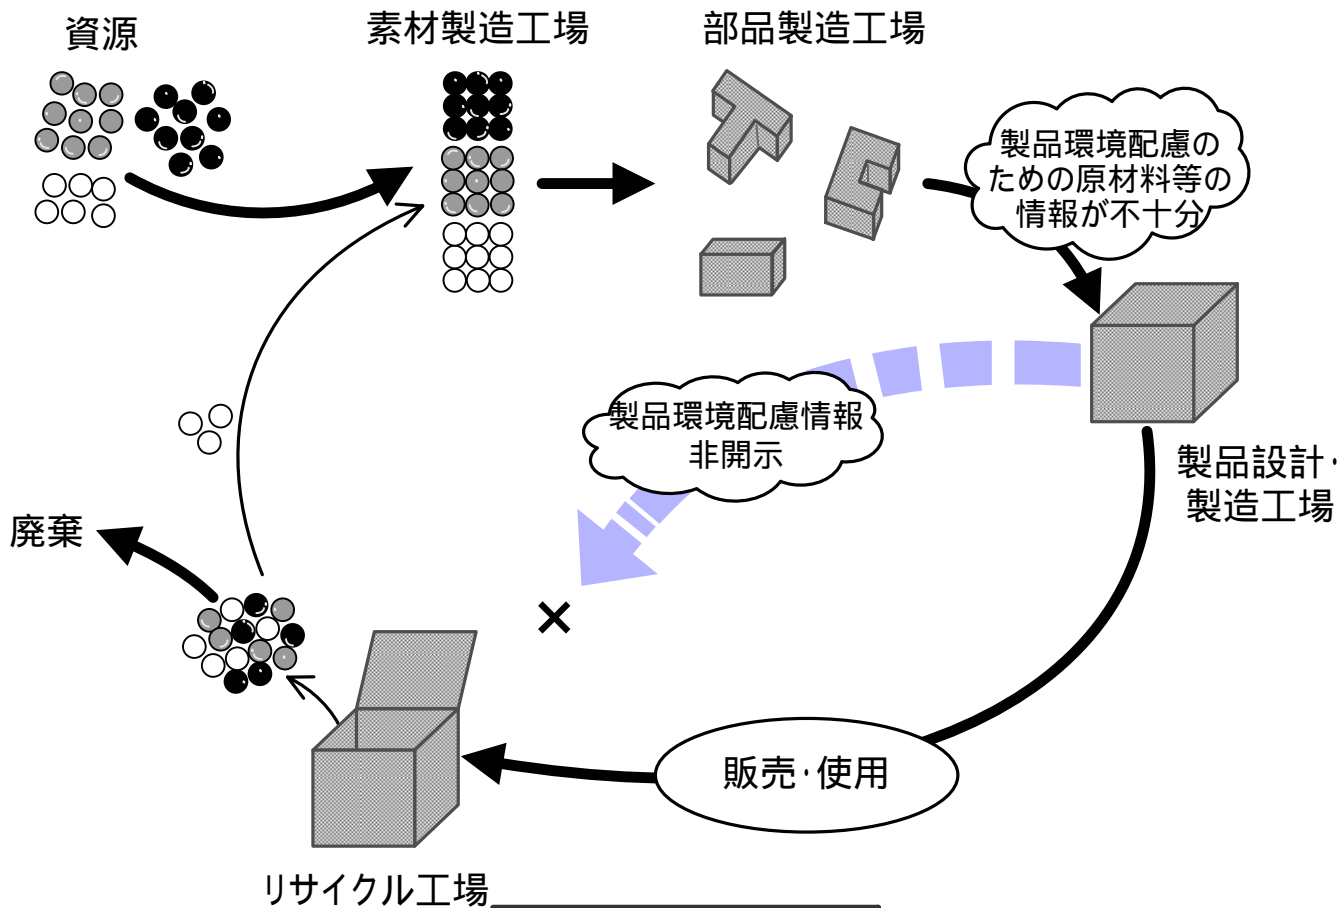 資源
素材製造工場
部品製造工場
製品環境配慮の
ための原材料等の
情報が不十分
製品環境配慮情報
非開示
製品設計・
製造工場
廃棄
×
販売・使用
リサイクル工場